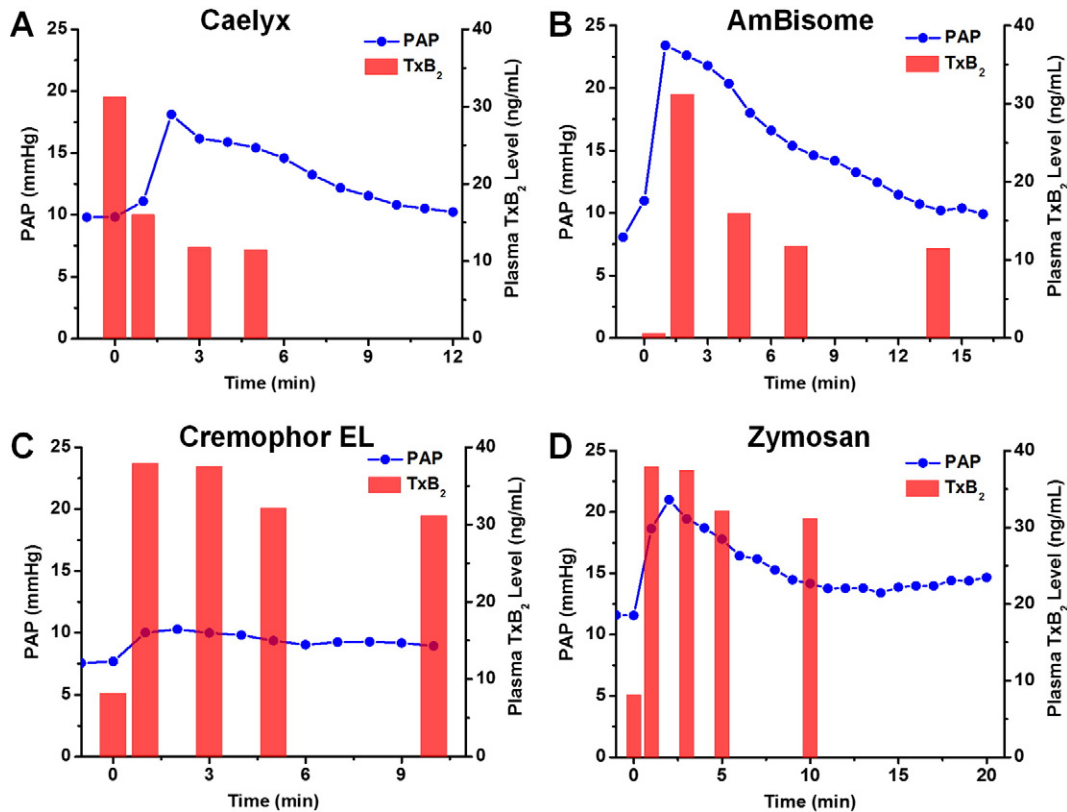 A
Caelyx
PAP
TxB₂
25
20
15
10
5
0
PAP (mmHg)
40
30
20
10
0
Plasma TxB₂ Level (ng/mL)
0 3 6 9 12
Time (min)
B
AmBisome
PAP
TxB₂
25
20
15
10
5
0
PAP (mmHg)
40
30
20
10
0
Plasma TxB₂ Level (ng/mL)
0 3 6 9 12 15
Time (min)
C
Cremophor EL
PAP
TxB₂
25
20
15
10
5
0
PAP (mmHg)
40
30
20
10
0
Plasma TxB₂ Level (ng/mL)
0 3 6 9
Time (min)
D
Zymosan
PAP
TxB₂
25
20
15
10
5
0
PAP (mmHg)
40
30
20
10
0
Plasma TxB₂ Level (ng/mL)
0 5 10 15 20
Time (min)